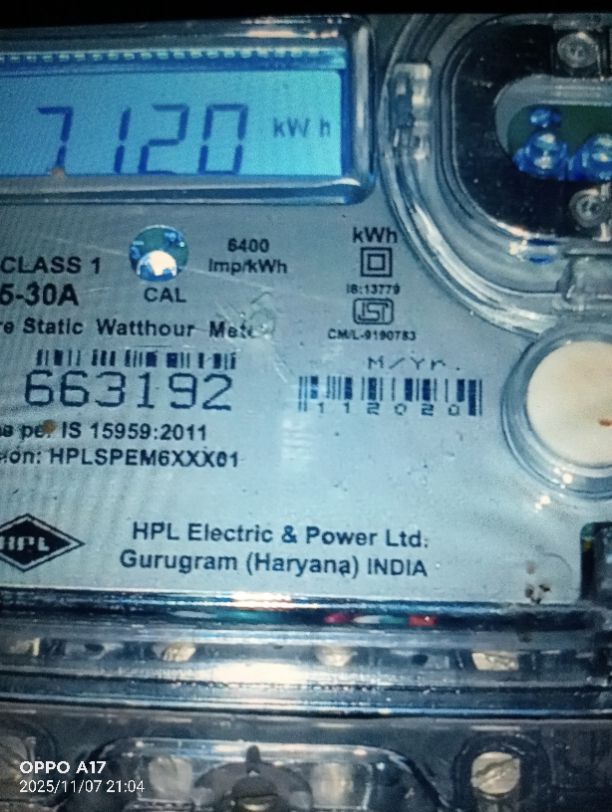 7120 kWh
CLASS 1
6400
Imp/kWh
kWh
5-30A
CAL
IS:13779
ISI
Static Watthour
CM/L-9190783
M/Yr.
663192
112020
IS 15959:2011
HPLSPEM6XXX01
HPL
HPL Electric & Power Ltd.
Gurugram (Haryana) INDIA
OPPO A17
2025/11/07 21:04